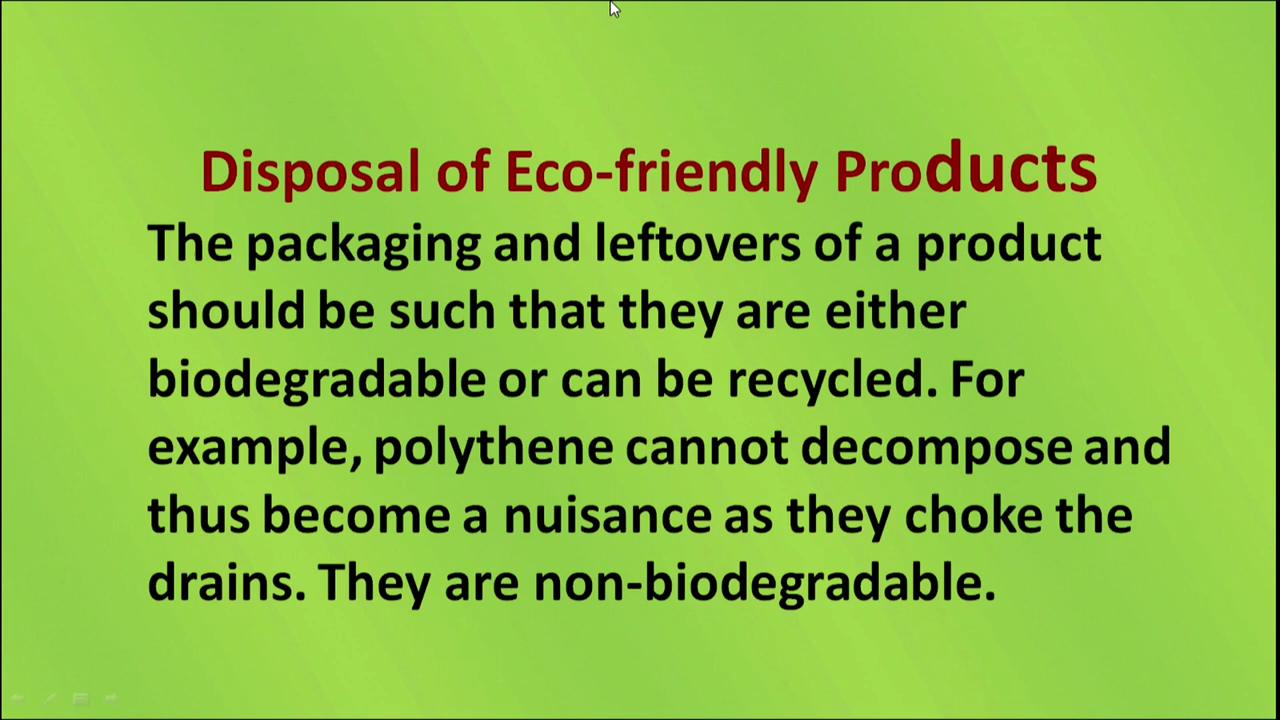 Disposal of Eco-friendly Products
The packaging and leftovers of a product
should be such that they are either
biodegradable or can be recycled. For
example, polythene cannot decompose and
thus become a nuisance as they choke the
drains. They are non-biodegradable.